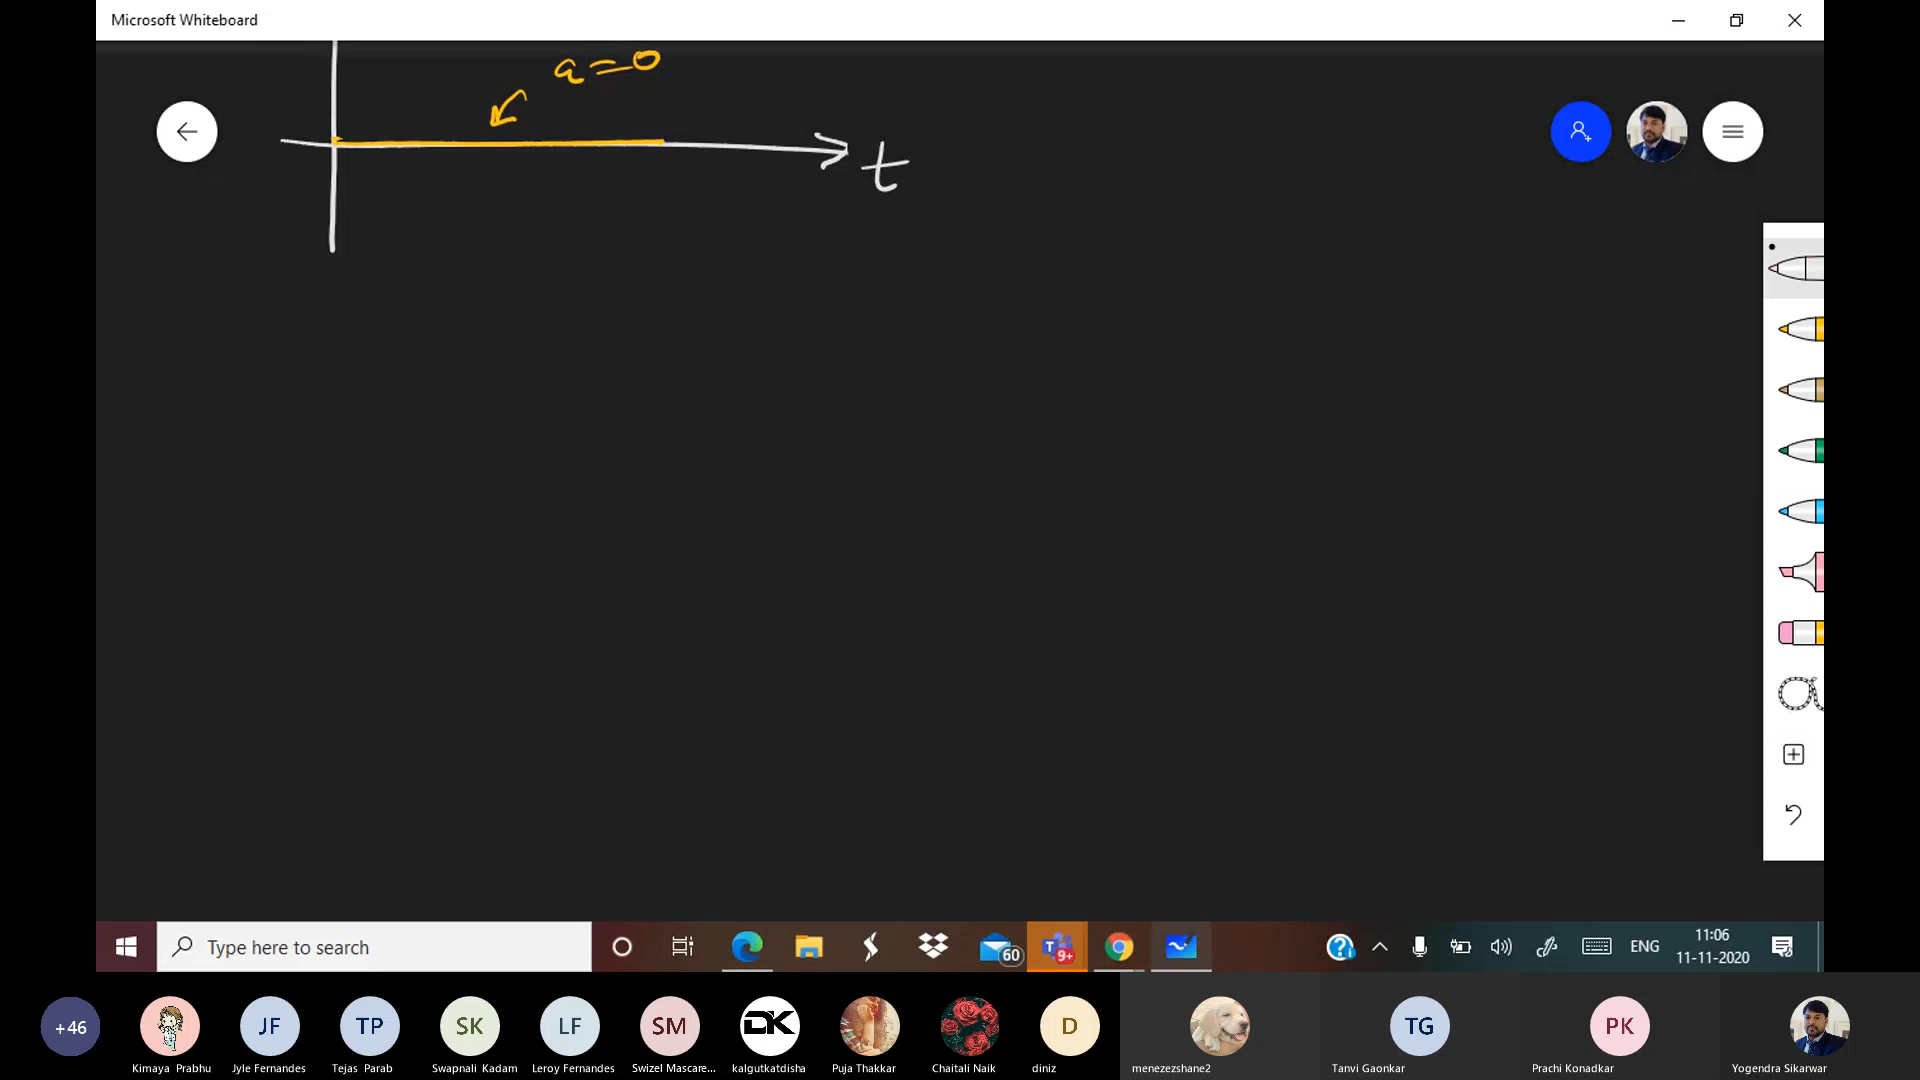 Microsoft Whiteboard
a=0
t
Type here to search
60
9+
ENG
11:06
11-11-2020
+46
JF
TP
SK
LF
SM
DK
D
TG
PK
Kimaya Prabhu
Jyle Fernandes
Tejas Parab
Swapnali Kadam
Leroy Fernandes
Swizel Mascare...
kalgutkatdisha
Puja Thakkar
Chaitali Naik
diniz
menezezshane2
Tanvi Gaonkar
Prachi Konadkar
Yogendra Sikarwar